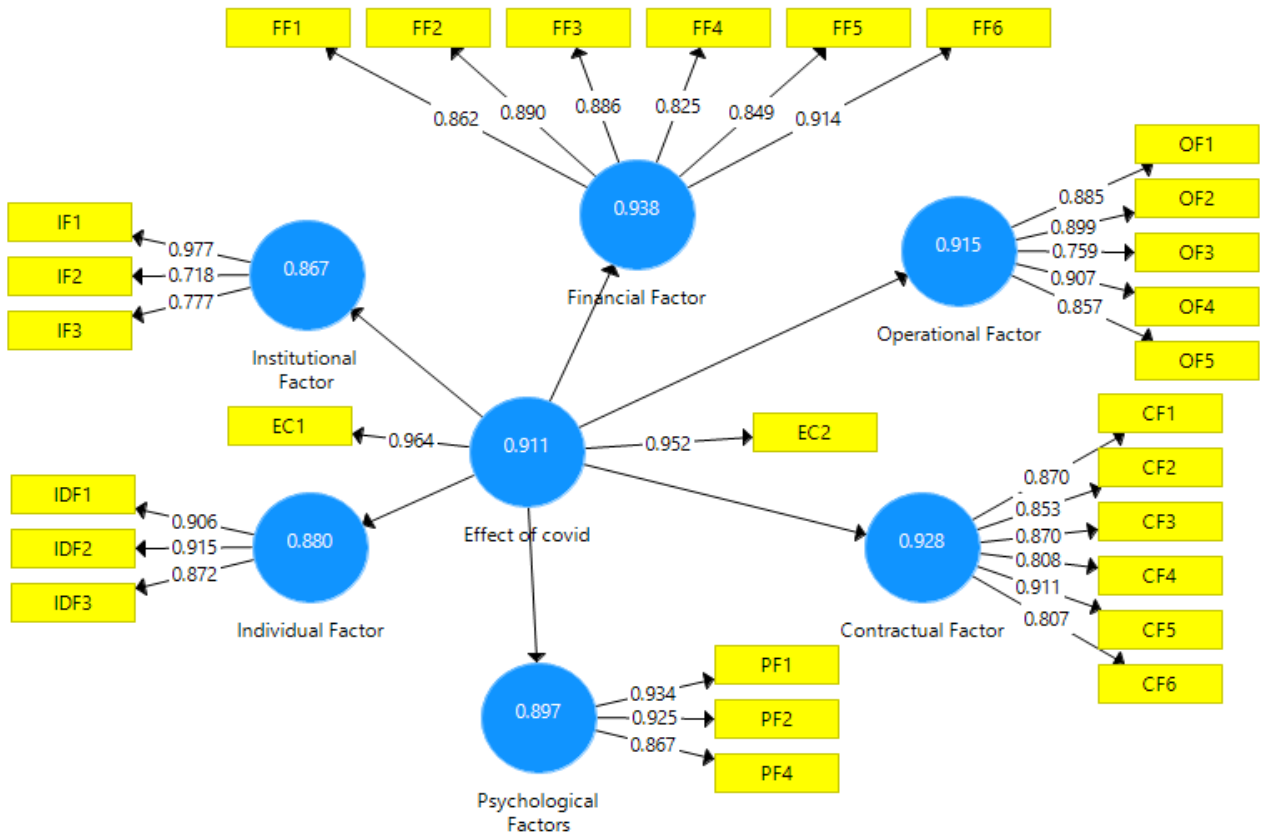 FF1
FF2
FF3
FF4
FF5
FF6
0.862
0.890
0.886
0.825
0.849
0.914
0.938
Financial Factor
IF1
IF2
IF3
0.977
0.718
0.777
0.867
Institutional
Factor
OF1
OF2
OF3
OF4
OF5
0.885
0.899
0.759
0.907
0.857
0.915
Operational Factor
EC1
0.964
0.911
0.952
EC2
Effect of covid
IDF1
IDF2
IDF3
0.906
0.915
0.872
0.880
Individual Factor
CF1
CF2
CF3
CF4
CF5
CF6
0.870
0.853
0.870
0.808
0.911
0.807
0.928
Contractual Factor
PF1
PF2
PF4
0.934
0.925
0.867
0.897
Psychological
Factors